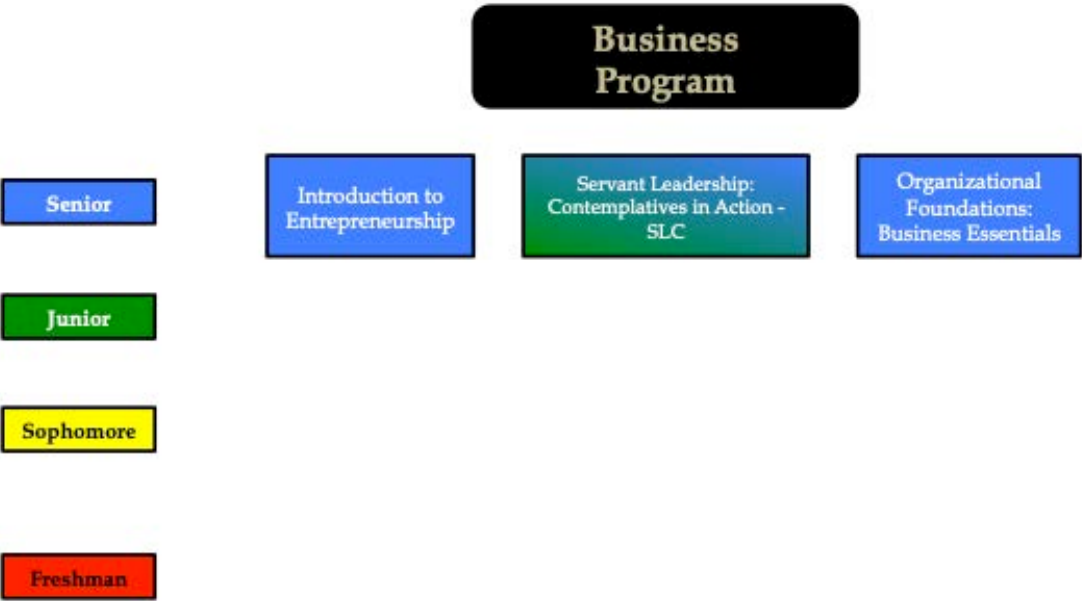 Business
Program
Senior
Introduction to
Entrepreneurship
Servant Leadership:
Contemplatives in Action -
SLC
Organizational
Foundations:
Business Essentials
Junior
Sophomore
Freshman